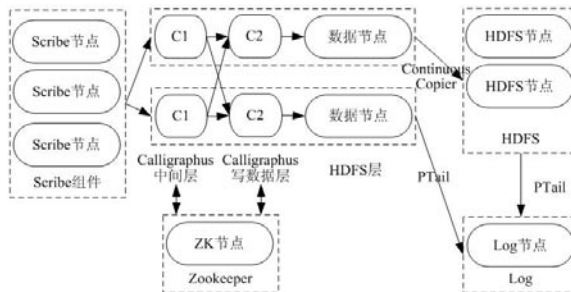 Scribe节点
Scribe节点
Scribe节点
Scribe组件
C1
C2
数据节点
C1
C2
数据节点
Calligraphus
中间层
Calligraphus
写数据层
HDFS层
ZK节点
Zookeeper
Continuous
Copier
PTail
HDFS节点
HDFS节点
HDFS
PTail
Log节点
Log